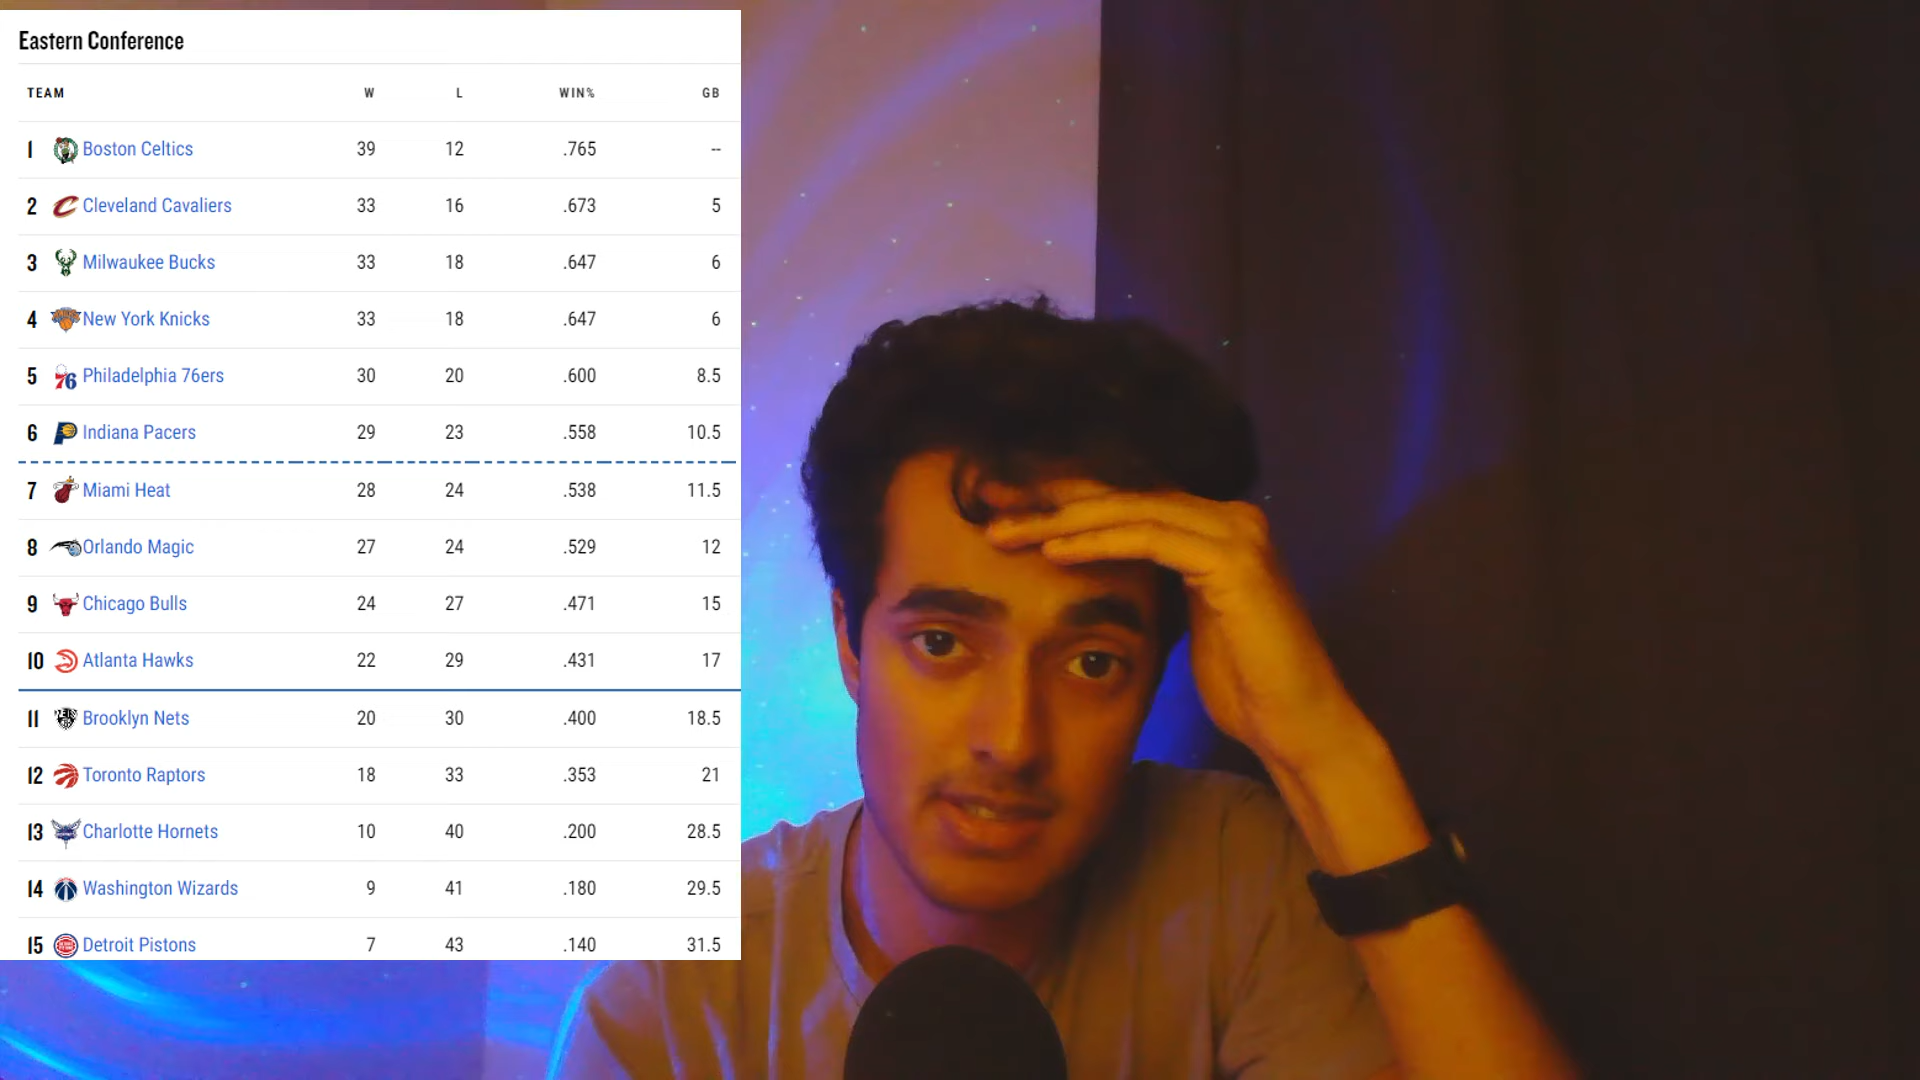 Eastern Conference
TEAM W L WIN% GB
1 Boston Celtics 39 12 .765 --
2 Cleveland Cavaliers 33 16 .673 5
3 Milwaukee Bucks 33 18 .647 6
4 New York Knicks 33 18 .647 6
5 Philadelphia 76ers 30 20 .600 8.5
6 Indiana Pacers 29 23 .558 10.5
7 Miami Heat 28 24 .538 11.5
8 Orlando Magic 27 24 .529 12
9 Chicago Bulls 24 27 .471 15
10 Atlanta Hawks 22 29 .431 17
11 Brooklyn Nets 20 30 .400 18.5
12 Toronto Raptors 18 33 .353 21
13 Charlotte Hornets 10 40 .200 28.5
14 Washington Wizards 9 41 .180 29.5
15 Detroit Pistons 7 43 .140 31.5